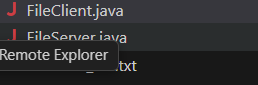 FileClient.java
FileServer.java
Remote Explorer
.txt